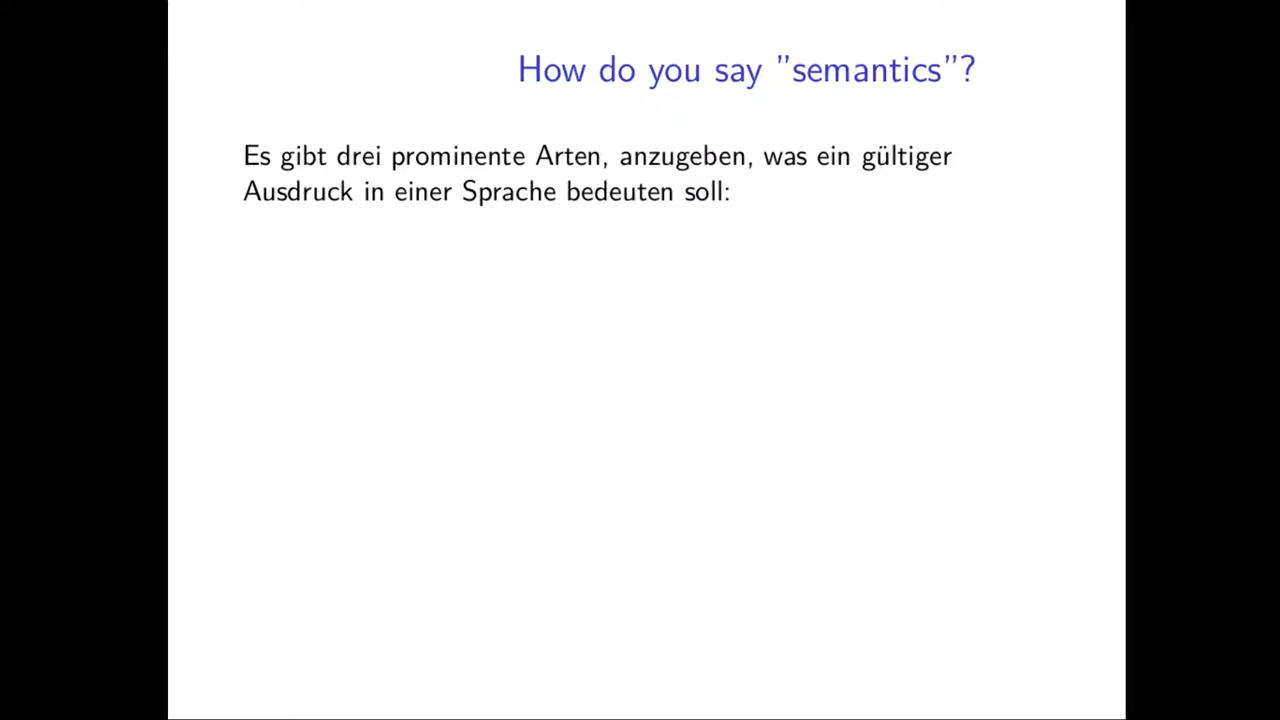 How do you say ”semantics”?
Es gibt drei prominente Arten, anzugeben, was ein gültiger
Ausdruck in einer Sprache bedeuten soll: